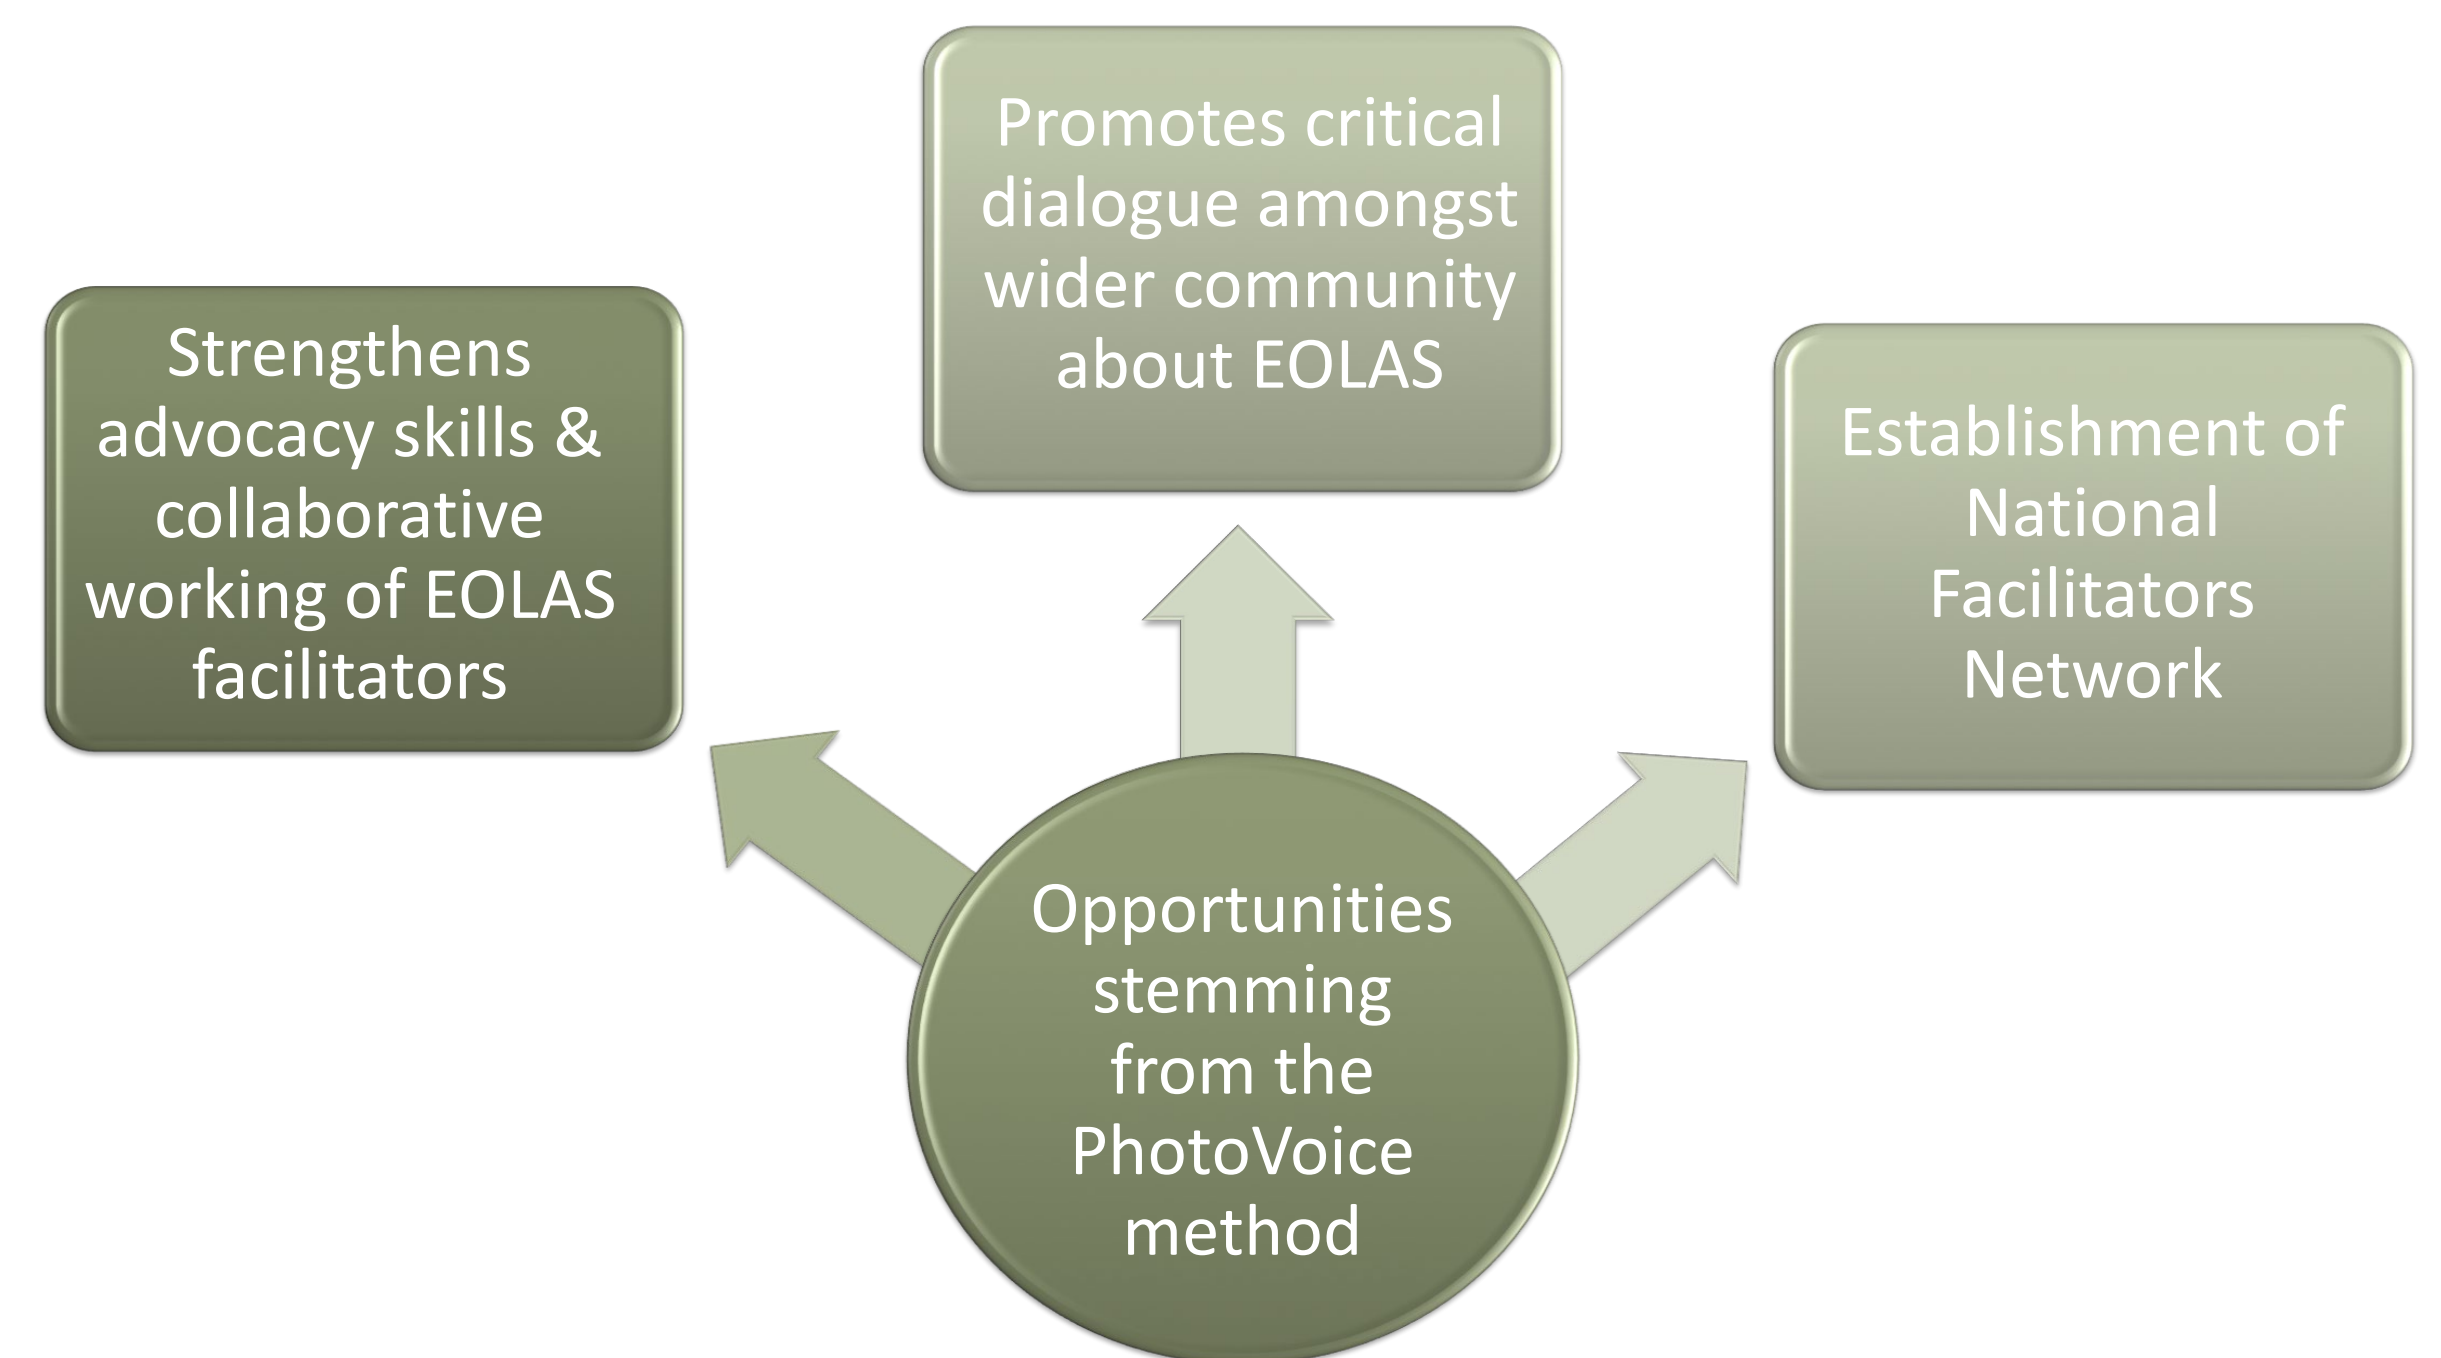 Promotes critical
dialogue amongst
wider community
about EOLAS
Strengthens
advocacy skills &
collaborative
working of EOLAS
facilitators
Establishment of
National
Facilitators
Network
Opportunities
stemming
from the
PhotoVoice
method